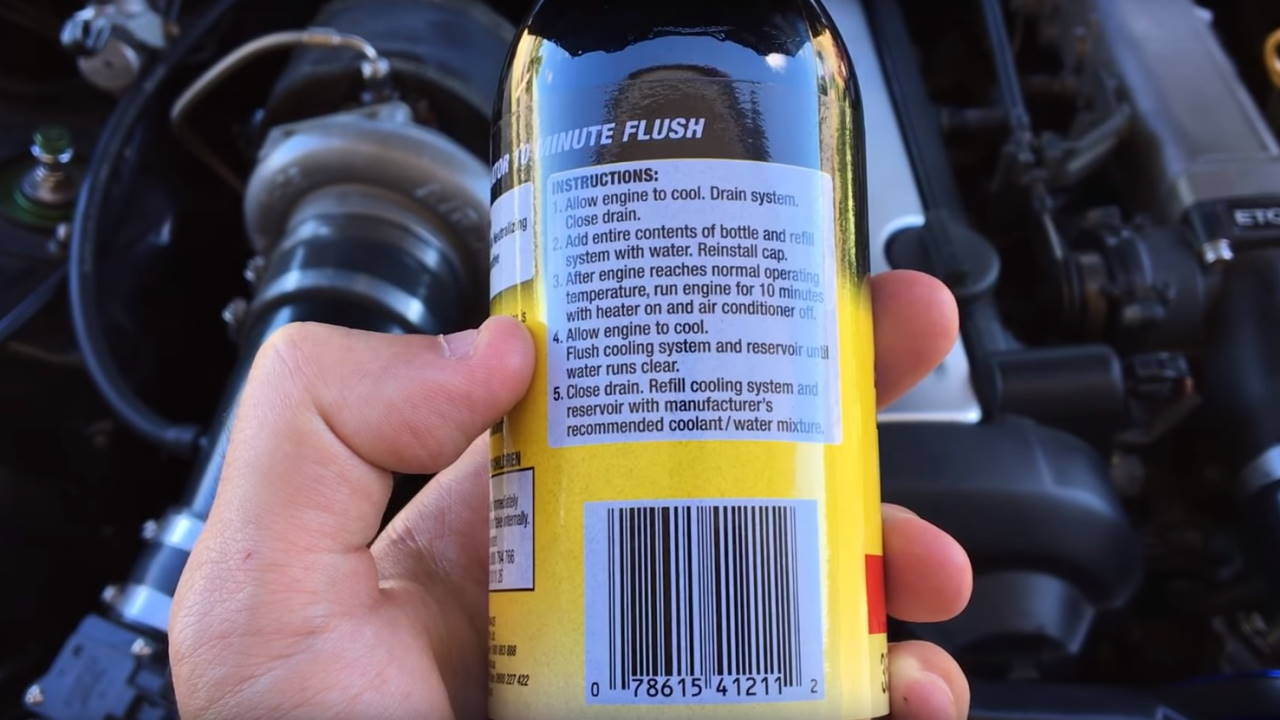 10 MINUTE FLUSH
INSTRUCTIONS:
1. Allow engine to cool. Drain system.
Close drain.
2. Add entire contents of bottle and refill
system with water. Reinstall cap.
3. After engine reaches normal operating
temperature, run engine for 10 minutes
with heater on and air conditioner off.
4. Allow engine to cool.
Flush cooling system and reservoir until
water runs clear.
5. Close drain. Refill cooling system and
reservoir with manufacturer's
recommended coolant/water mixture.
0 78615 41211 2